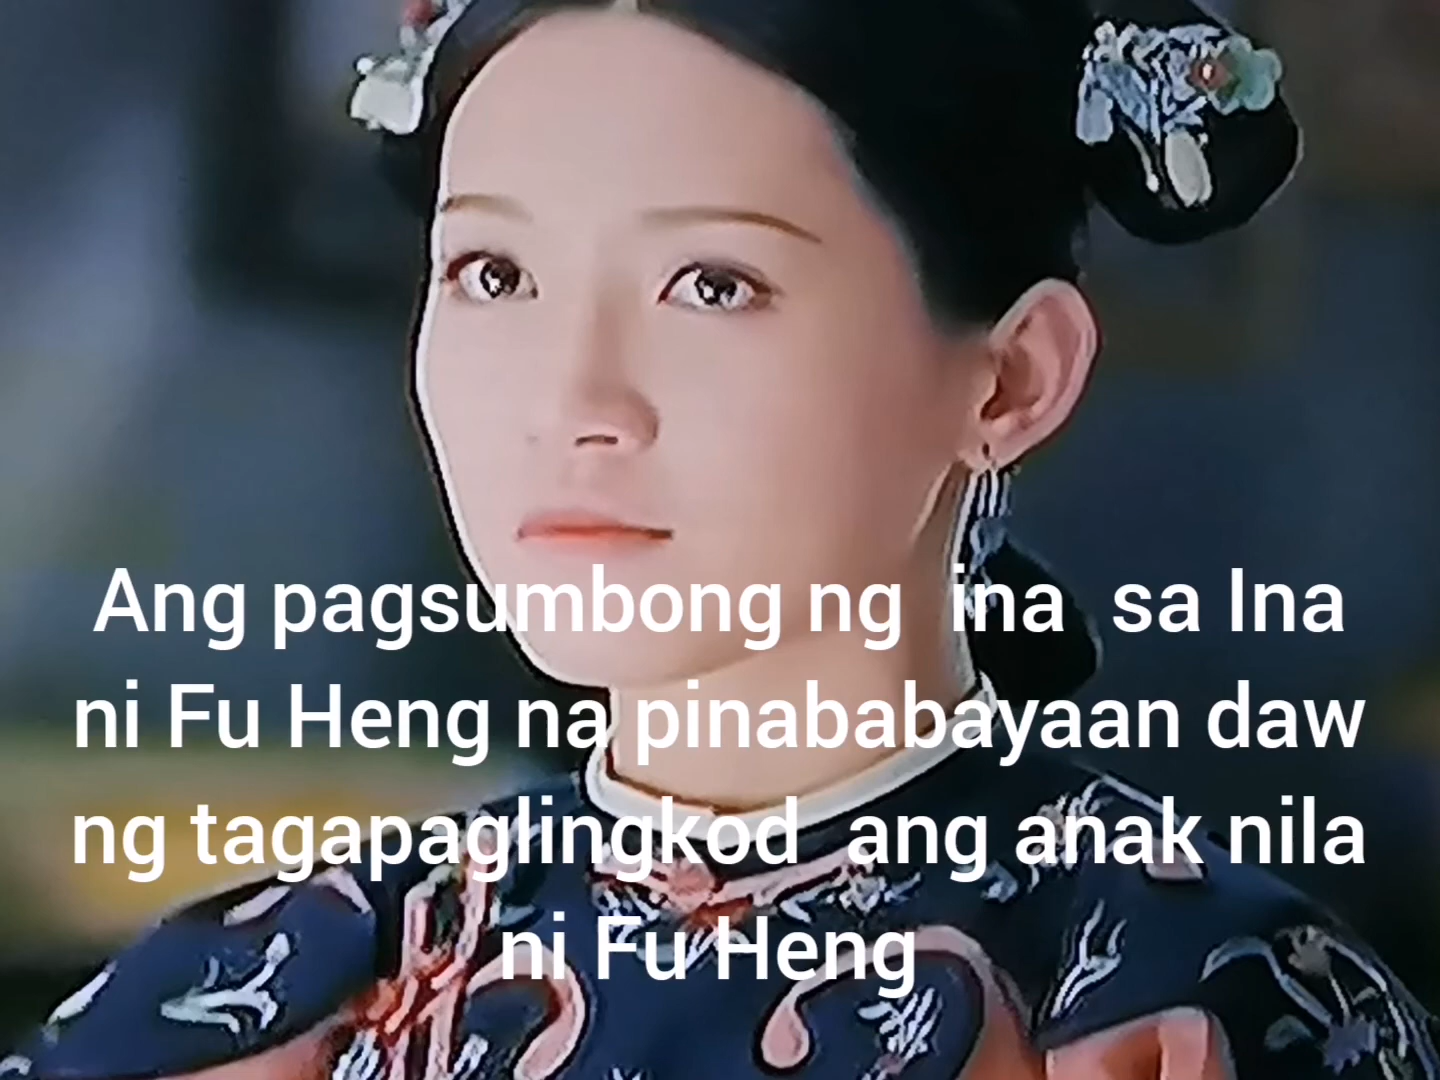 Ang pagsumbong ng ina sa Ina
ni Fu Heng na pinababayaan daw
ng tagapaglingkod ang anak nila
ni Fu Heng